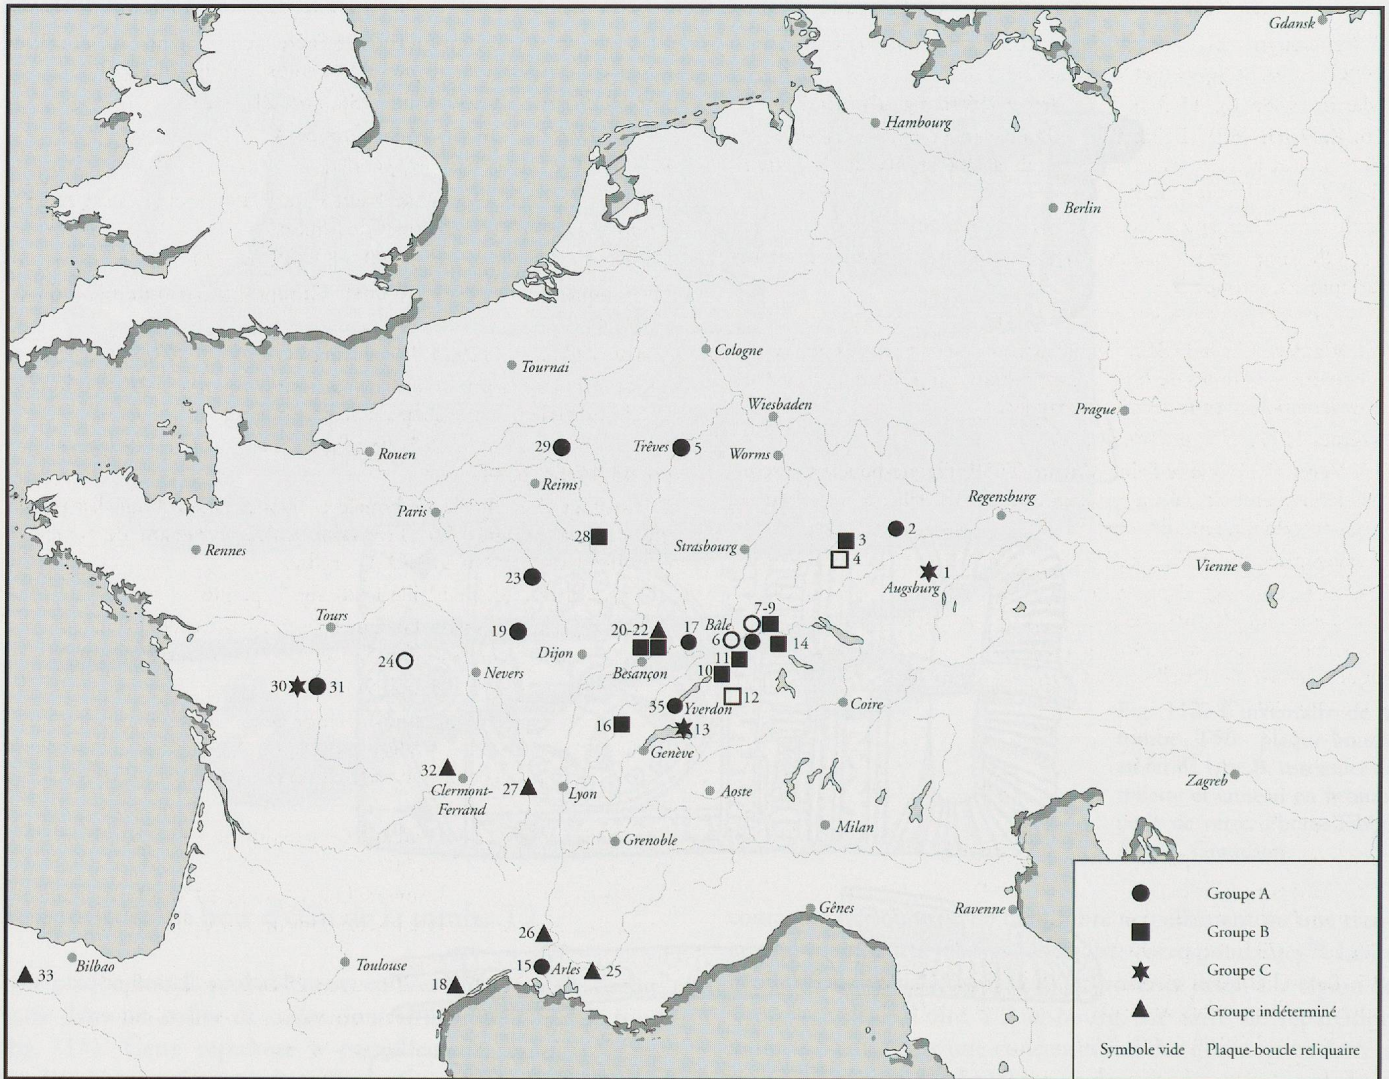 Gdansk
Hambourg
Berlin
Cologne
Tournai
Wiesbaden
Prague
29
Trêves 5
Worms
Rouen
Reims
Regensburg
Paris
2
28
3
Strasbourg
4
Rennes
Vienne
1
Augsburg
23
7-9
Tours
17 Bâle
20-22
19
6
14
Dijon
11
24
Besançon
10
Nevers
30 31
12
Coire
35 Yverdon
16
13
Genève
32
Clermont-
Ferrand
27
Lyon
Aoste
Zagreb
Milan
Grenoble
Gênes
Ravenne
26
Bilbao
33
Toulouse
15 Arles 25
18
Groupe A
Groupe B
Groupe C
Groupe indéterminé
Symbole vide Plaque-boucle reliquaire